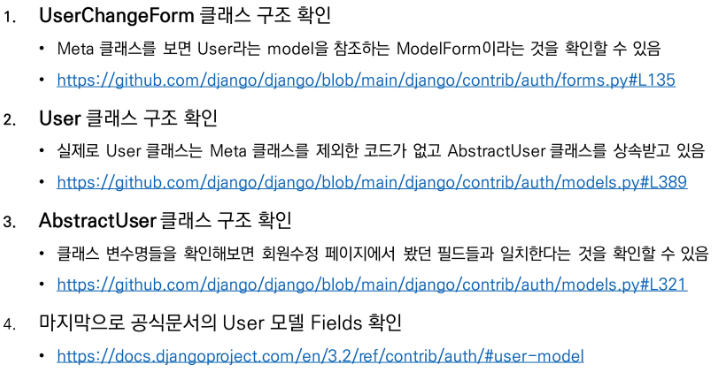 1. UserChangeForm 클래스 구조 확인
• Meta 클래스를 보면 User라는 model을 참조하는 ModelForm이라는 것을 확인할 수 있음
• https://github.com/django/django/blob/main/django/contrib/auth/forms.py#L135
2. User 클래스 구조 확인
• 실제로 User 클래스는 Meta 클래스를 제외한 코드가 없고 AbstractUser 클래스를 상속받고 있음
• https://github.com/django/django/blob/main/django/contrib/auth/models.py#L389
3. AbstractUser 클래스 구조 확인
• 클래스 변수명들을 확인해보면 회원수정 페이지에서 봤던 필드들과 일치한다는 것을 확인할 수 있음
• https://github.com/django/django/blob/main/django/contrib/auth/models.py#L321
4. 마지막으로 공식문서의 User 모델 Fields 확인
• https://docs.djangoproject.com/en/3.2/ref/contrib/auth/#user-model